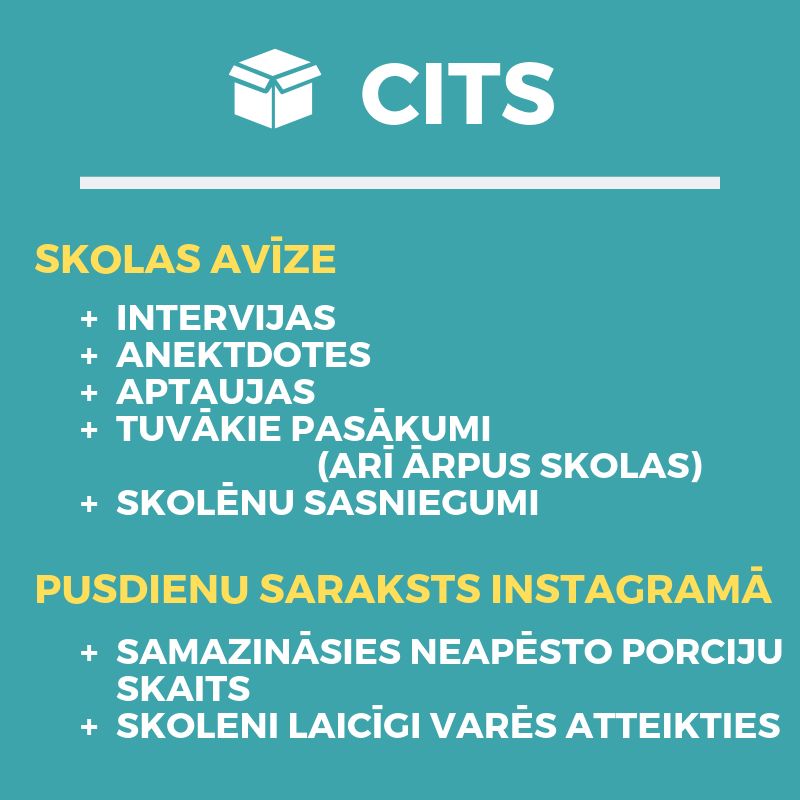 CITS
SKOLAS AVĪZE
+ INTERVIJAS
+ ANEKTDOTES
+ APTAUJAS
+ TUVĀKIE PASĀKUMI
(ARĪ ĀRPUS SKOLAS)
+ SKOLĒNU SASNIEGUMI
PUSDIENU SARAKSTS INSTAGRAMĀ
+ SAMAZINĀSIES NEAPĒSTO PORCIJU
SKAITS
+ SKOLENI LAICĪGI VARĒS ATTEIKTIES